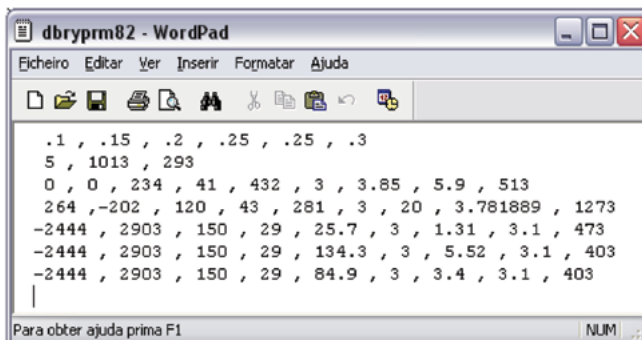 dbryprm82 - WordPad
Ficheiro Editar Ver Inserir Formatar Ajuda
.1 , .15 , .2 , .25 , .25 , .3
5 , 1013 , 293
0 , 0 , 234 , 41 , 432 , 3 , 3.85 , 5.9 , 513
264 ,-202 , 120 , 43 , 281 , 3 , 20 , 3.781889 , 1273
-2444 , 2903 , 150 , 29 , 25.7 , 3 , 1.31 , 3.1 , 473
-2444 , 2903 , 150 , 29 , 134.3 , 3 , 5.52 , 3.1 , 403
-2444 , 2903 , 150 , 29 , 84.9 , 3 , 3.4 , 3.1 , 403
Para obter ajuda prima F1 NUM